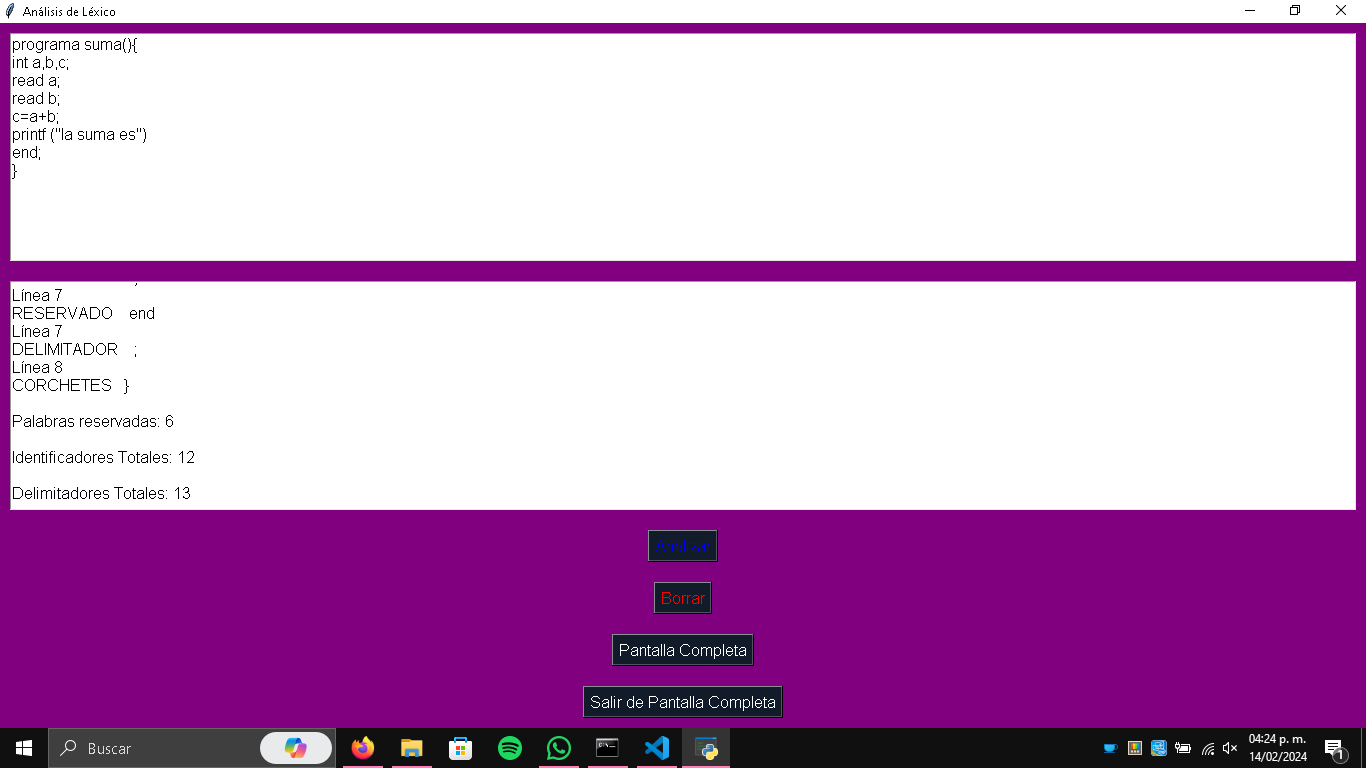 Análisis de Léxico
programa suma(){
int a,b,c;
read a;
read b;
c=a+b;
printf ("la suma es")
end;
}
Línea 7
RESERVADO end
Línea 7
DELIMITADOR ;
Línea 8
CORCHETES }
Palabras reservadas: 6
Identificadores Totales: 12
Delimitadores Totales: 13
Analizar
Borrar
Pantalla Completa
Salir de Pantalla Completa
Buscar
04:24 p. m.
14/02/2024
1